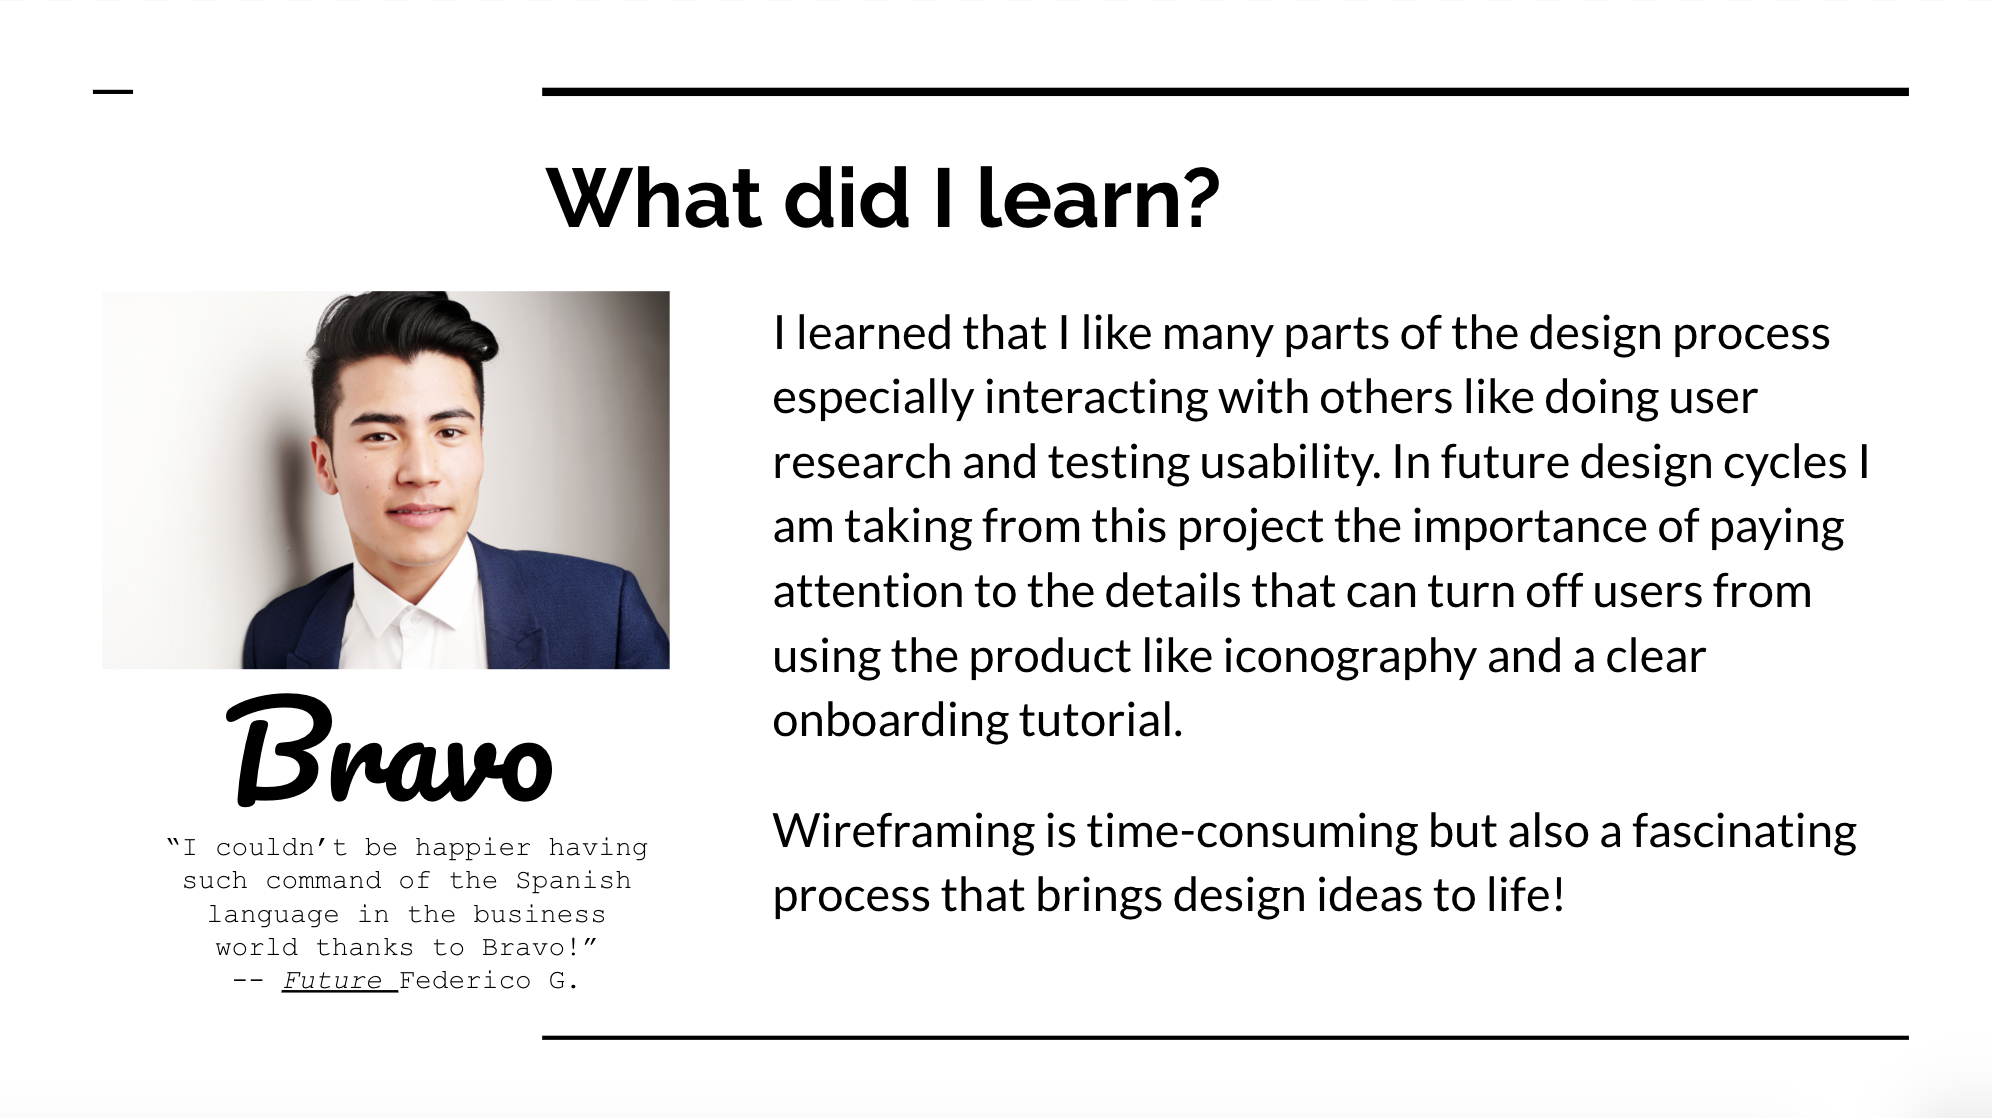 What did I learn?
I learned that I like many parts of the design process
especially interacting with others like doing user
research and testing usability. In future design cycles I
am taking from this project the importance of paying
attention to the details that can turn off users from
using the product like iconography and a clear
onboarding tutorial.
Wireframing is time-consuming but also a fascinating
process that brings design ideas to life!
Bravo
“I couldn’t be happier having
such command of the Spanish
language in the business
world thanks to Bravo!”
-- Future Federico G.